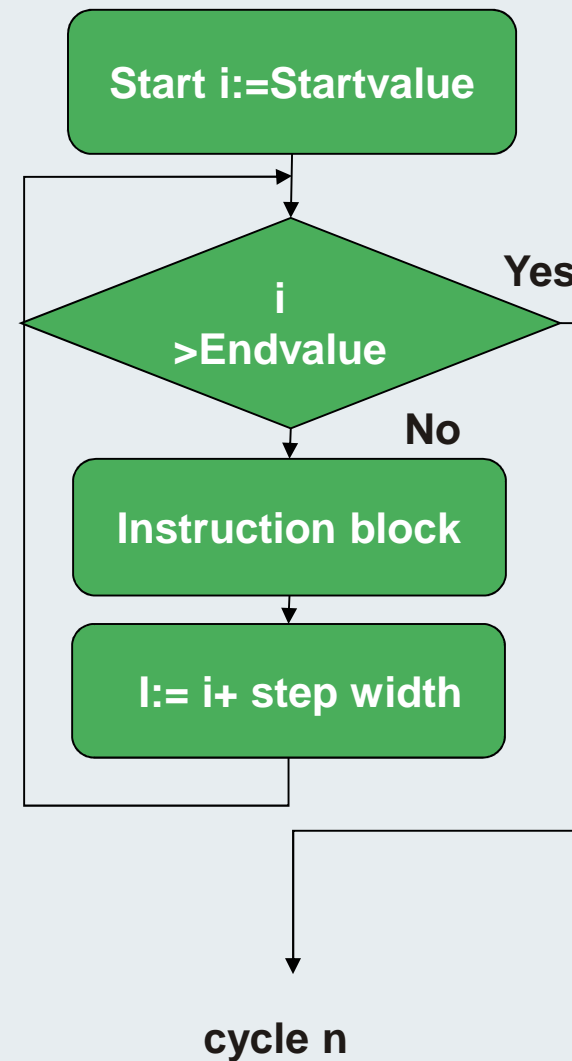 Start i:=Startvalue
Yes
i
>Endvalue
No
Instruction block
I:= i+ step width
cycle n